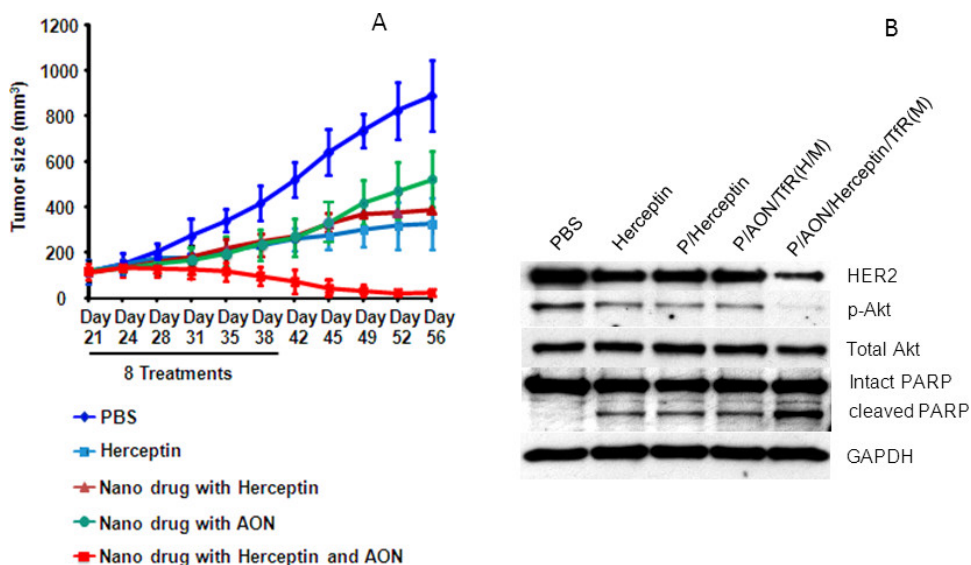 A
1200
1000
800
600
400
200
0
Tumor size (mm³)
Day Day Day Day Day Day Day Day Day Day Day
21 24 28 31 35 38 42 45 49 52 56
8 Treatments
PBS
Herceptin
Nano drug with Herceptin
Nano drug with AON
Nano drug with Herceptin and AON
B
PBS
Herceptin
P/Herceptin
P/AON/TfR(H/M)
P/AON/Herceptin/TfR(M)
HER2
p-Akt
Total Akt
Intact PARP
cleaved PARP
GAPDH